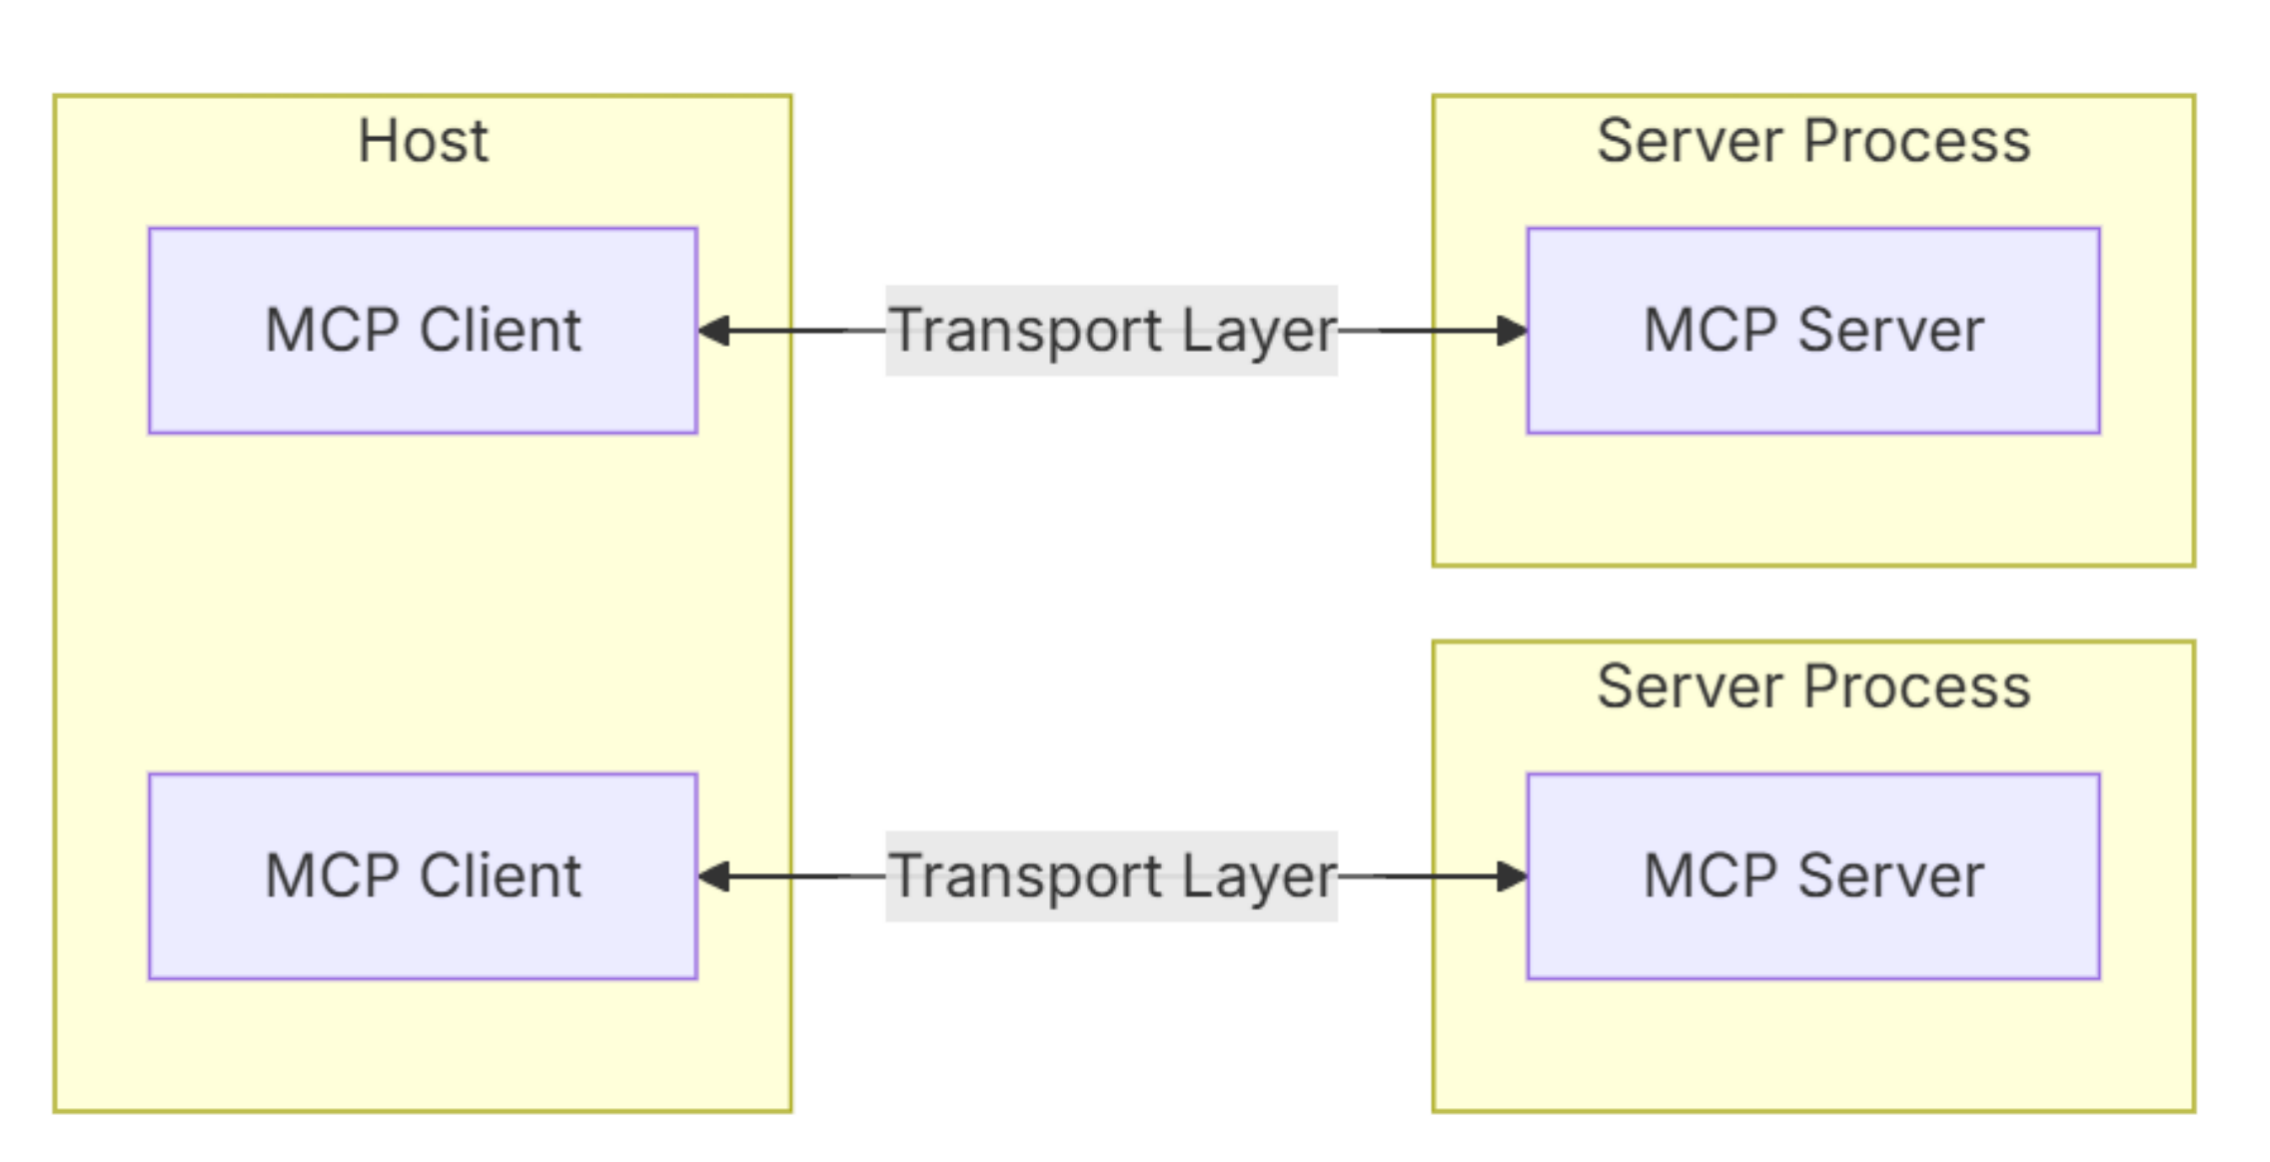 Host
MCP Client
Transport Layer
Server Process
MCP Server
MCP Client
Transport Layer
Server Process
MCP Server